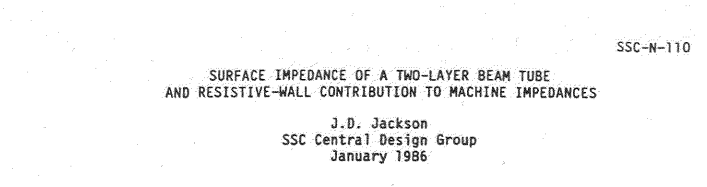 SSC-N-110
SURFACE IMPEDANCE OF A TWO-LAYER BEAM TUBE
AND RESISTIVE-WALL CONTRIBUTION TO MACHINE IMPEDANCES
J.D. Jackson
SSC Central Design Group
January 1986